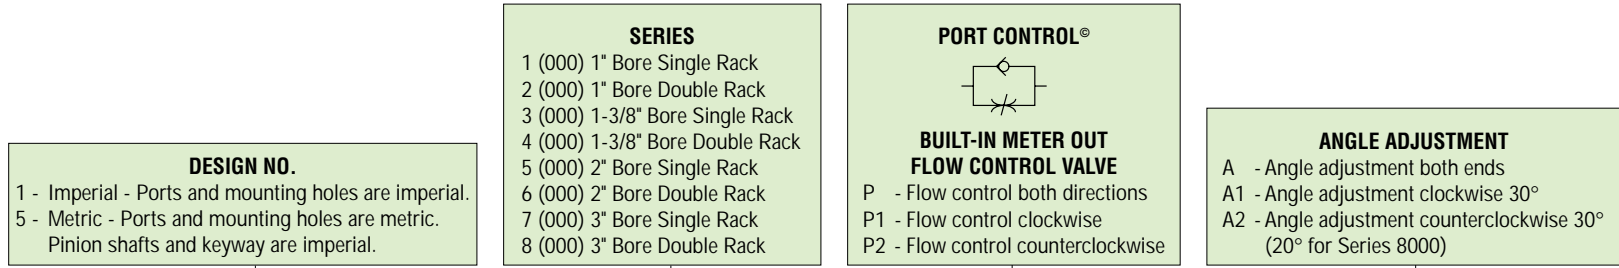 DESIGN NO.
1 - Imperial - Ports and mounting holes are imperial.
5 - Metric - Ports and mounting holes are metric.
Pinion shafts and keyway are imperial.
SERIES
1 (000) 1" Bore Single Rack
2 (000) 1" Bore Double Rack
3 (000) 1-3/8" Bore Single Rack
4 (000) 1-3/8" Bore Double Rack
5 (000) 2" Bore Single Rack
6 (000) 2" Bore Double Rack
7 (000) 3" Bore Single Rack
8 (000) 3" Bore Double Rack
PORT CONTROL©
BUILT-IN METER OUT
FLOW CONTROL VALVE
P - Flow control both directions
P1 - Flow control clockwise
P2 - Flow control counterclockwise
ANGLE ADJUSTMENT
A - Angle adjustment both ends
A1 - Angle adjustment clockwise 30°
A2 - Angle adjustment counterclockwise 30°
(20° for Series 8000)